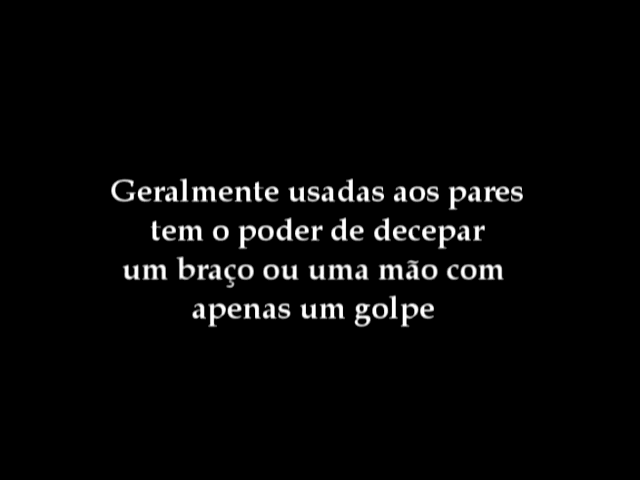 Geralmente usadas aos pares
tem o poder de decepar
um braço ou uma mão com
apenas um golpe